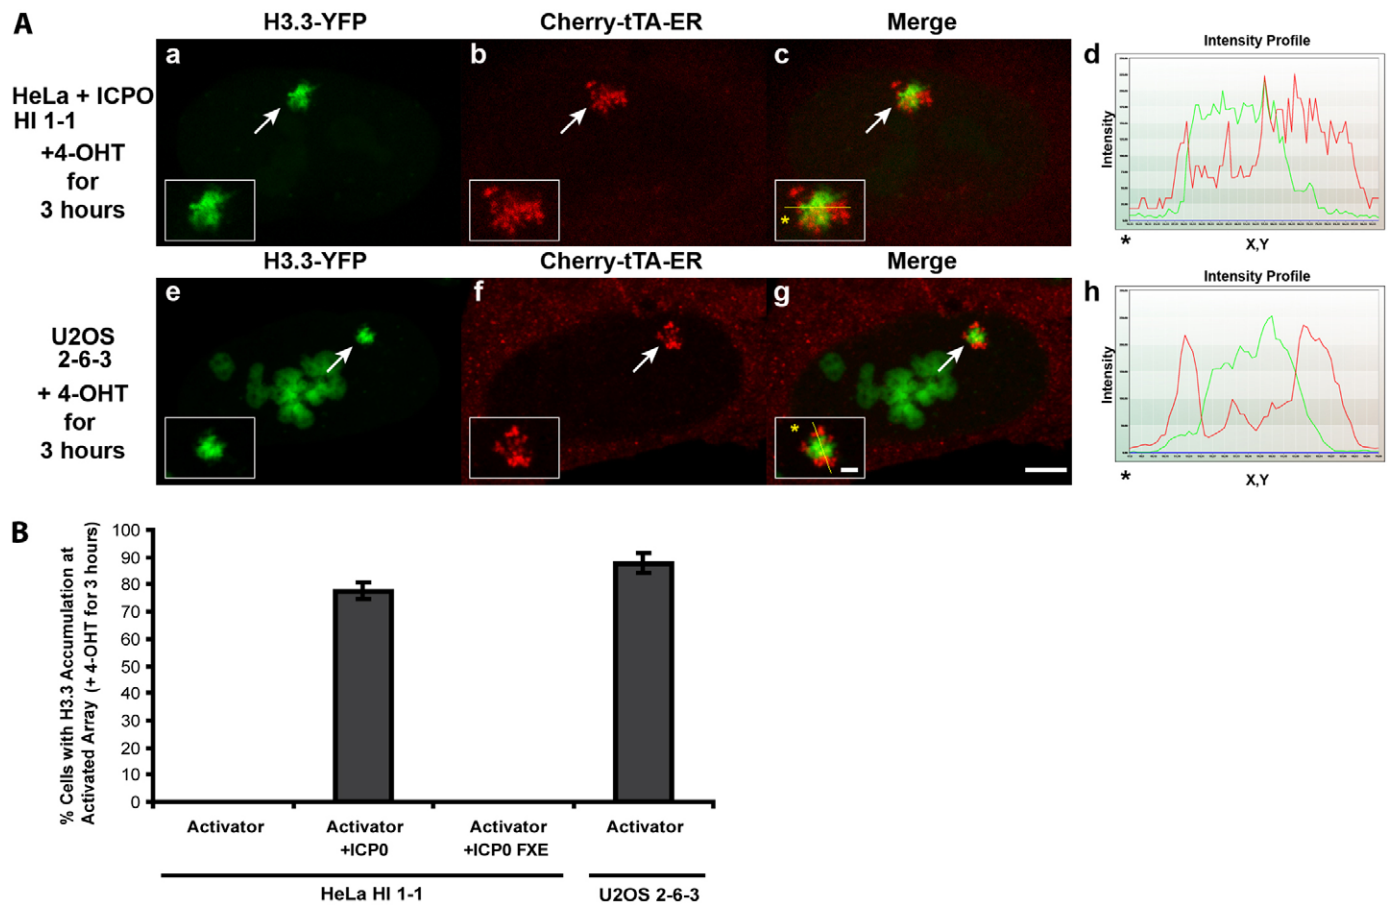 A
H3.3-YFP
Cherry-tTA-ER
Merge
a
b
c
d
Intensity Profile
HeLa + ICPO
HI 1-1
+4-OHT
for
3 hours
*
Intensity
*
X,Y
H3.3-YFP
Cherry-tTA-ER
Merge
e
f
g
h
Intensity Profile
U2OS
2-6-3
+ 4-OHT
for
3 hours
*
Intensity
*
X,Y
B
% Cells with H3.3 Accumulation at
Activated Array (+ 4-OHT for 3 hours)
100
90
80
70
60
50
40
30
20
10
0
Activator
Activator
+ICP0
Activator
+ICP0 FXE
Activator
HeLa HI 1-1
U2OS 2-6-3